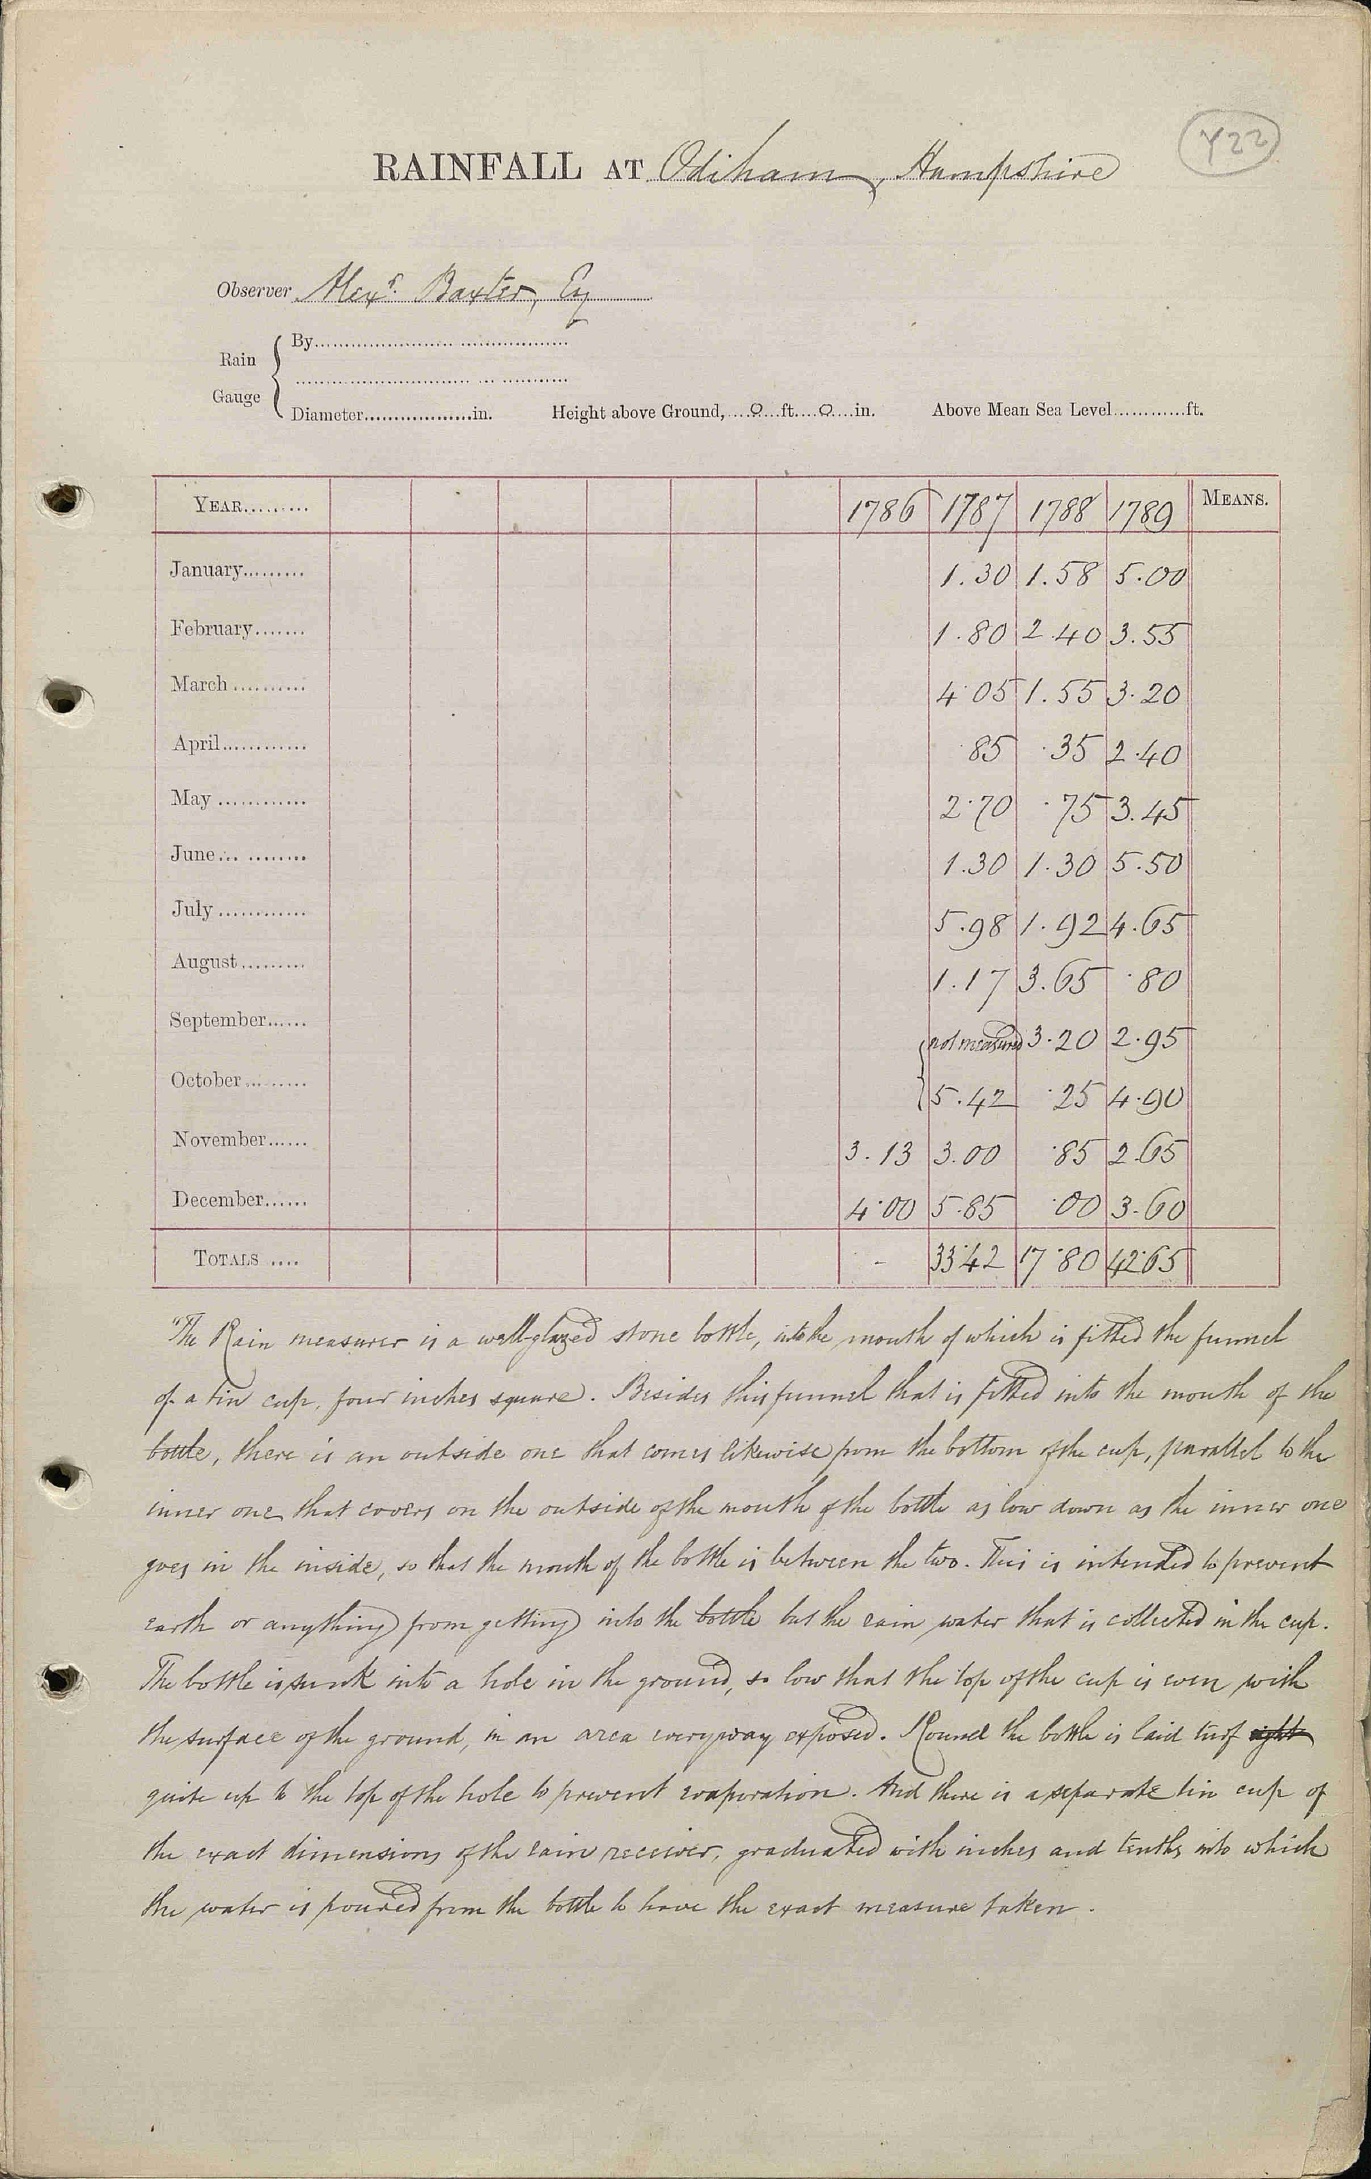 Y22
RAINFALL AT Odiham, Hampshire
Observer Alexr. Baxter, Esq
Rain Gauge { By
Diameter in. Height above Ground, 0 ft. 0 in. Above Mean Sea Level ft.
YEAR 1786 1787 1788 1789 MEANS.
January 1.30 1.58 5.00
February 1.80 2.40 3.55
March 4.05 1.55 3.20
April .85 .35 2.40
May 2.70 .75 3.45
June 1.30 1.30 5.50
July 5.98 1.92 4.65
August 1.17 3.65 .80
September { not measured 3.20 2.95
October 5.42 .25 4.90
November 3.13 3.00 .85 2.65
December 4.00 5.85 .00 3.60
TOTALS - 33.42 17.80 42.65
"The Rain measurer is a well-glazed stone bottle, into the mouth of which is fitted the funnel
of a tin cup, four inches square. Besides this funnel that is fitted into the mouth of the
bottle, there is an outside one that comes likewise from the bottom of the cup, parallel to the
inner one that covers on the outside of the mouth of the bottle as low down as the inner one
goes in the inside, so that the mouth of the bottle is between the two. This is intended to prevent
earth or anything from getting into the bottle but the rain water that is collected in the cup.
The bottle is sunk into a hole in the ground, so low that the top of the cup is even with
the surface of the ground, in an area everyway exposed. Round the bottle is laid turf right
quite up to the top of the hole to prevent evaporation. And there is a separate tin cup of
the exact dimensions of the rain receiver, graduated with inches and tenths into which
the water is poured from the bottle to have the exact measure taken.